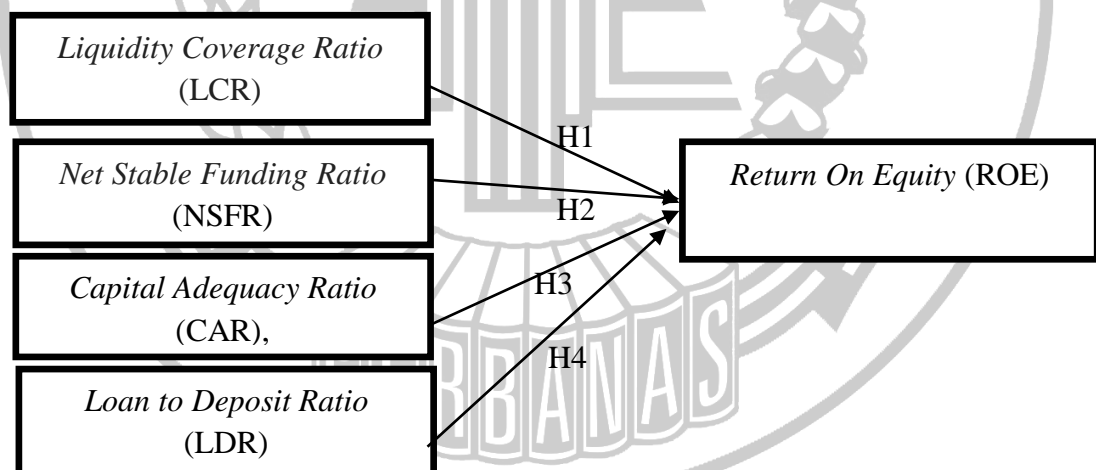 Liquidity Coverage Ratio
(LCR)
H1
Net Stable Funding Ratio
(NSFR)
H2
Return On Equity (ROE)
Capital Adequacy Ratio
(CAR),
H3
Loan to Deposit Ratio
(LDR)
H4
RBANAS